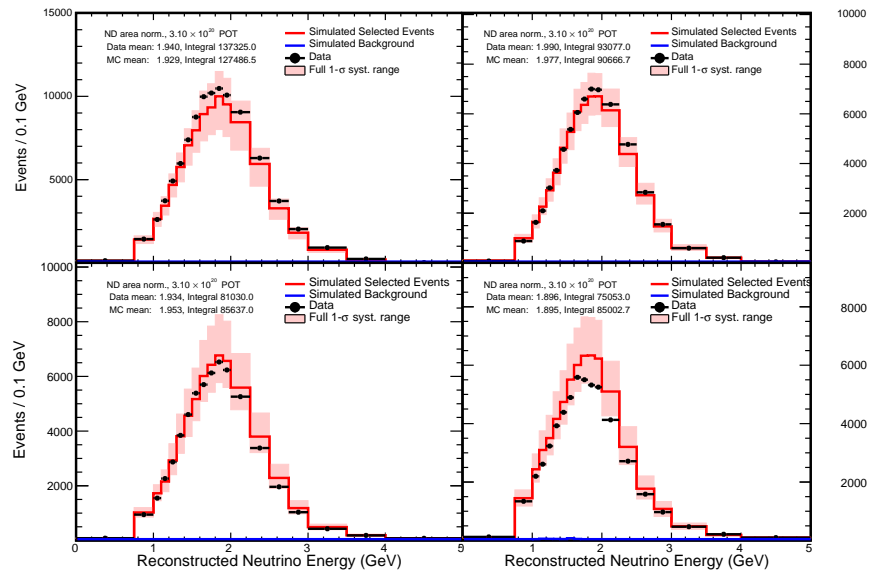 15000
10000
5000
Events / 0.1 GeV
ND area norm., 3.10 × 10²⁰ POT
Data mean: 1.940, Integral 137325.0
MC mean: 1.929, Integral 127486.5
Simulated Selected Events
Simulated Background
Data
Full 1-σ syst. range
ND area norm., 3.10 × 10²⁰ POT
Data mean: 1.990, Integral 93077.0
MC mean: 1.977, Integral 90666.7
Simulated Selected Events
Simulated Background
Data
Full 1-σ syst. range
10000
8000
6000
4000
2000
10000
8000
6000
4000
2000
Events / 0.1 GeV
ND area norm., 3.10 × 10²⁰ POT
Data mean: 1.934, Integral 81030.0
MC mean: 1.953, Integral 85637.0
Simulated Selected Events
Simulated Background
Data
Full 1-σ syst. range
ND area norm., 3.10 × 10²⁰ POT
Data mean: 1.896, Integral 75053.0
MC mean: 1.895, Integral 85002.7
Simulated Selected Events
Simulated Background
Data
Full 1-σ syst. range
8000
6000
4000
2000
0 1 2 3 4 5
Reconstructed Neutrino Energy (GeV)
1 2 3 4 5
Reconstructed Neutrino Energy (GeV)